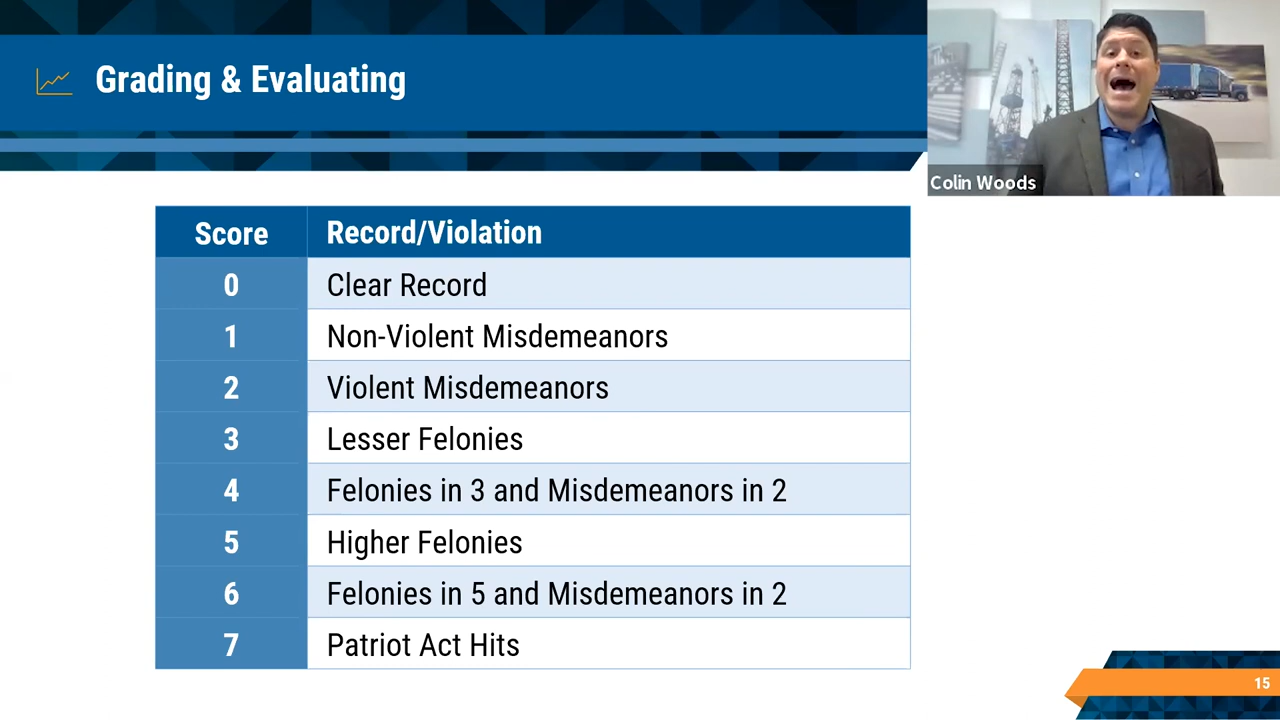 Grading & Evaluating
Colin Woods
Score Record/Violation
0 Clear Record
1 Non-Violent Misdemeanors
2 Violent Misdemeanors
3 Lesser Felonies
4 Felonies in 3 and Misdemeanors in 2
5 Higher Felonies
6 Felonies in 5 and Misdemeanors in 2
7 Patriot Act Hits
15